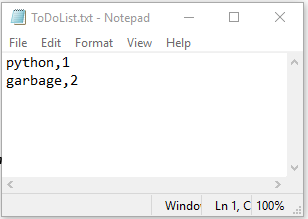 ToDoList.txt - Notepad
File Edit Format View Help
python,1
garbage,2
Windo Ln 1, C 100%